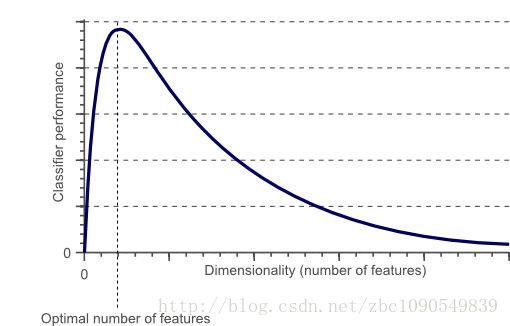 Classifier performance
0
0
Dimensionality (number of features)
http://blog.csdn.net/zbc1090549839
Optimal number of features